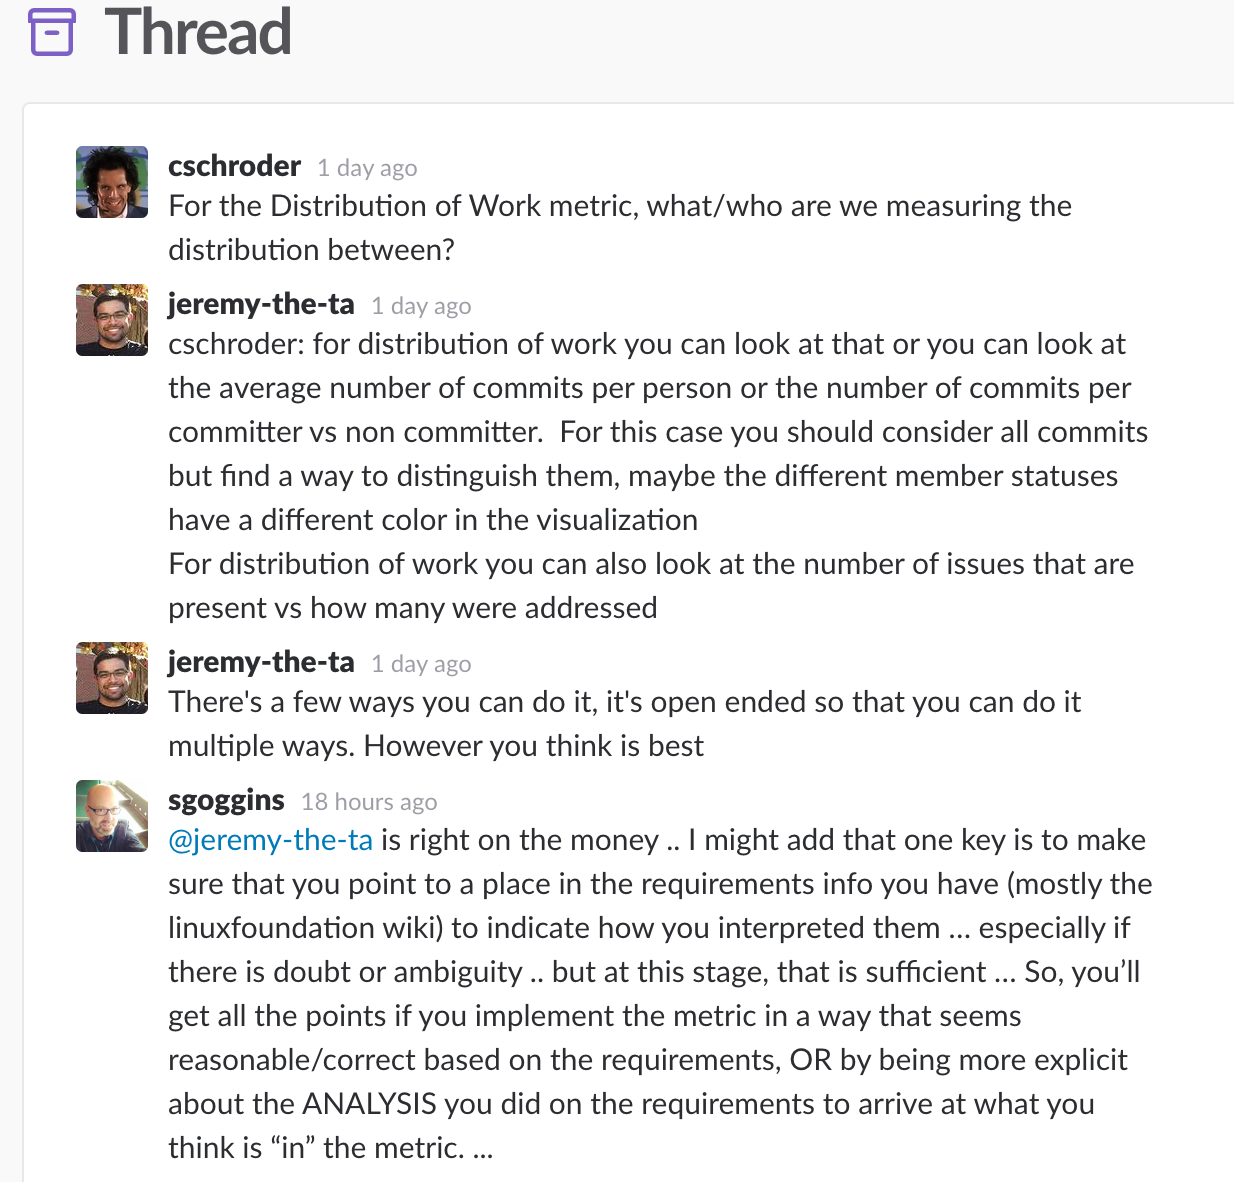 Thread
cschroder 1 day ago
For the Distribution of Work metric, what/who are we measuring the
distribution between?
jeremy-the-ta 1 day ago
cschroder: for distribution of work you can look at that or you can look at
the average number of commits per person or the number of commits per
committer vs non committer.  For this case you should consider all commits
but find a way to distinguish them, maybe the different member statuses
have a different color in the visualization
For distribution of work you can also look at the number of issues that are
present vs how many were addressed
jeremy-the-ta 1 day ago
There's a few ways you can do it, it's open ended so that you can do it
multiple ways. However you think is best
sgoggins 18 hours ago
@jeremy-the-ta is right on the money .. I might add that one key is to make
sure that you point to a place in the requirements info you have (mostly the
linuxfoundation wiki) to indicate how you interpreted them ... especially if
there is doubt or ambiguity .. but at this stage, that is sufficient ... So, you’ll
get all the points if you implement the metric in a way that seems
reasonable/correct based on the requirements, OR by being more explicit
about the ANALYSIS you did on the requirements to arrive at what you
think is “in” the metric. ...